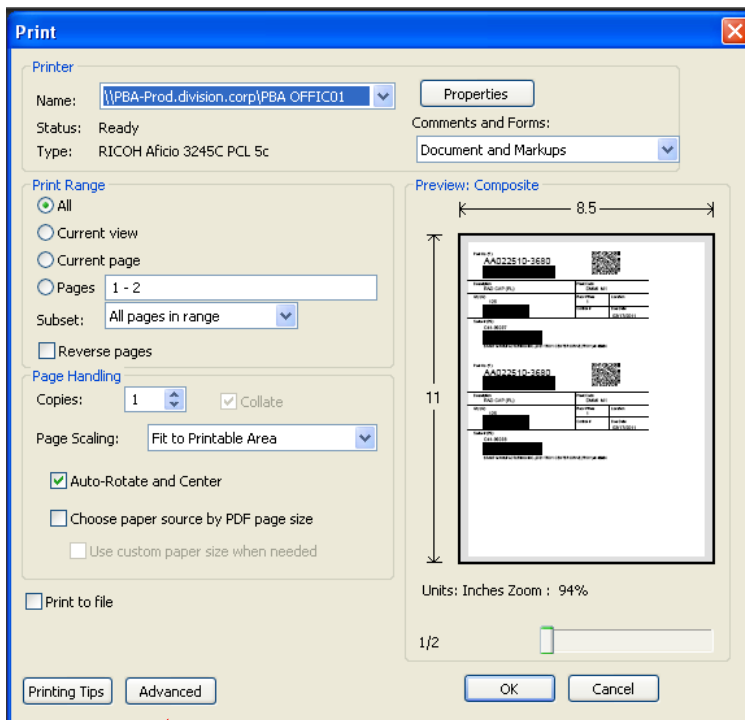 Print
Printer
Name: \\PBA-Prod.division.corp\PBA OFFIC01
Properties
Status: Ready
Comments and Forms:
Type: RICOH Aficio 3245C PCL 5c
Document and Markups
Print Range
All
Current view
Current page
Pages 1 - 2
Subset: All pages in range
Reverse pages
Page Handling
Copies: 1 Collate
Page Scaling: Fit to Printable Area
Auto-Rotate and Center
Choose paper source by PDF page size
Use custom paper size when needed
Print to file
Printing Tips Advanced
Preview: Composite
8.5
11
AA022510-3680
AA022510-3680
Units: Inches Zoom : 94%
1/2
OK Cancel